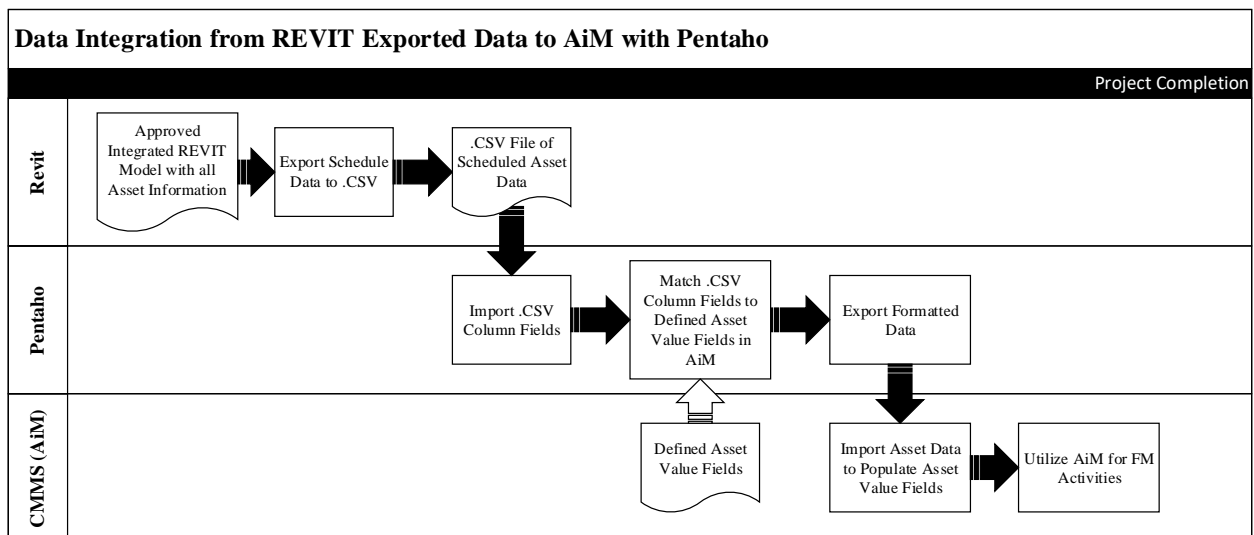 Data Integration from REVIT Exported Data to AiM with Pentaho
Project Completion
Revit
Approved
Integrated REVIT
Model with all
Asset Information
Export Schedule
Data to .CSV
.CSV File of
Scheduled Asset
Data
Pentaho
Import .CSV
Column Fields
Match .CSV
Column Fields to
Defined Asset
Value Fields in
AiM
Export Formatted
Data
CMMS (AiM)
Defined Asset
Value Fields
Import Asset Data
to Populate Asset
Value Fields
Utilize AiM for FM
Activities